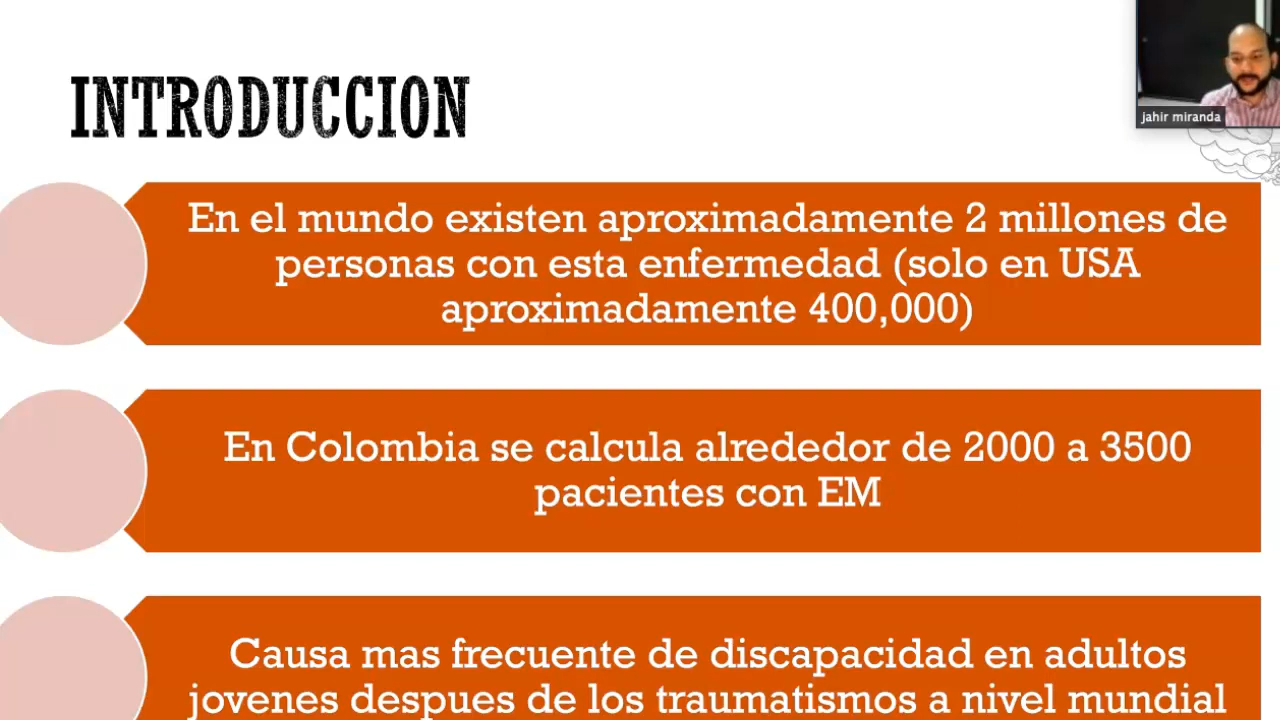 INTRODUCCION
jahir miranda
En el mundo existen aproximadamente 2 millones de
personas con esta enfermedad (solo en USA
aproximadamente 400,000)
En Colombia se calcula alrededor de 2000 a 3500
pacientes con EM
Causa mas frecuente de discapacidad en adultos
jovenes despues de los traumatismos a nivel mundial